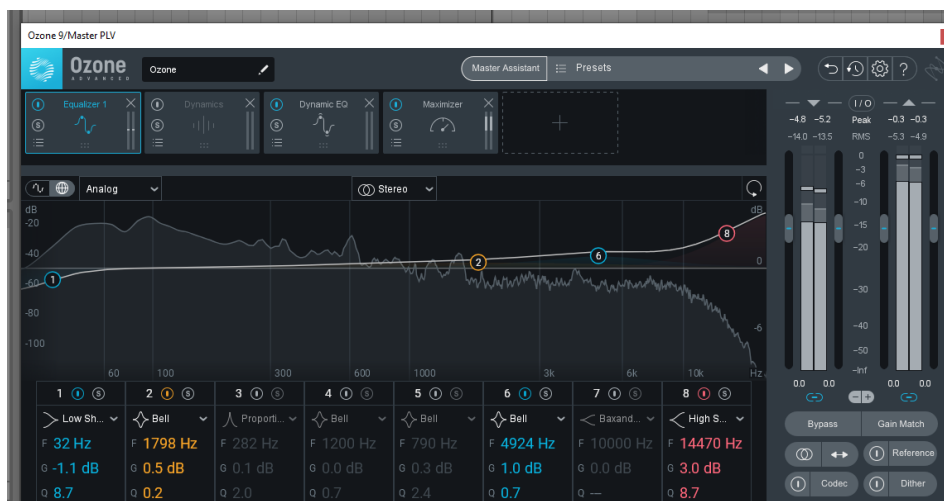 Ozone 9/Master PLV
Ozone
ADVANCED
Ozone
Master Assistant
Presets
?
Equalizer 1
Dynamics
Dynamic EQ
Maximizer
S
S
S
S
+
I/O
-4.8 -5.2 Peak -0.3 -0.3
-14.0 -13.5 RMS -5.3 -4.9
Analog
Stereo
dB
-20
-40
-60
-80
-100
dB
0
-6
1
2
6
8
60 100 300 600 1000 3k 6k 10k Hz
0
-3
-6
-10
-15
-20
-30
-40
-50
-Inf
0.0 0.0 0.0 0.0
1 S 2 S 3 S 4 S 5 S 6 S 7 S 8 S
Low Sh... Bell Proporti... Bell Bell Bell Baxand... High S...
F 32 Hz F 1798 Hz F 282 Hz F 1200 Hz F 790 Hz F 4924 Hz F 10000 Hz F 14470 Hz
G -1.1 dB G 0.5 dB G 0.1 dB G 0.0 dB G 0.3 dB G 1.0 dB G 0.0 dB G 3.0 dB
Q 8.7 Q 0.2 Q 2.0 Q 0.7 Q 2.4 Q 0.7 Q --- Q 8.7
Bypass
Gain Match
Reference
Codec
Dither